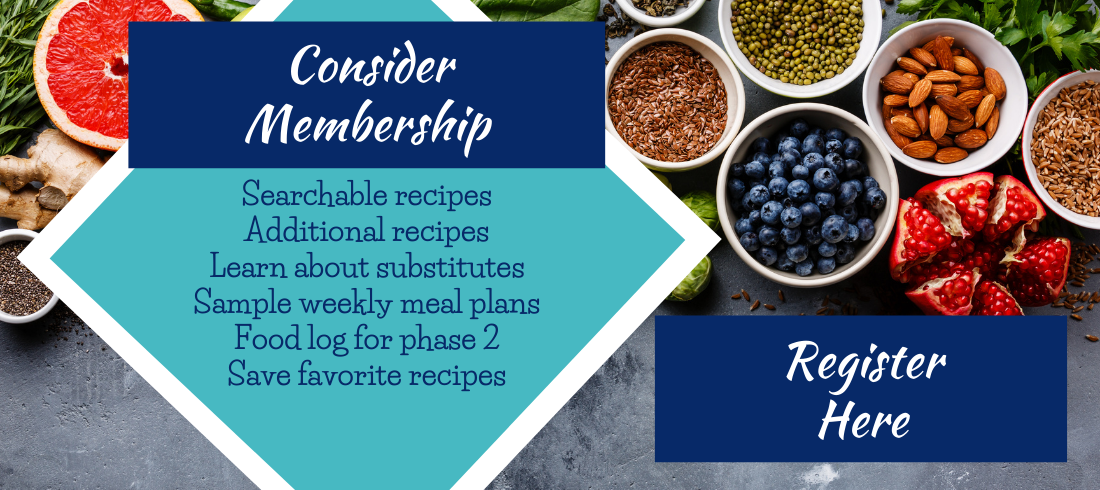 Consider
Membership
Searchable recipes
Additional recipes
Learn about substitutes
Sample weekly meal plans
Food log for phase 2
Save favorite recipes
Register
Here